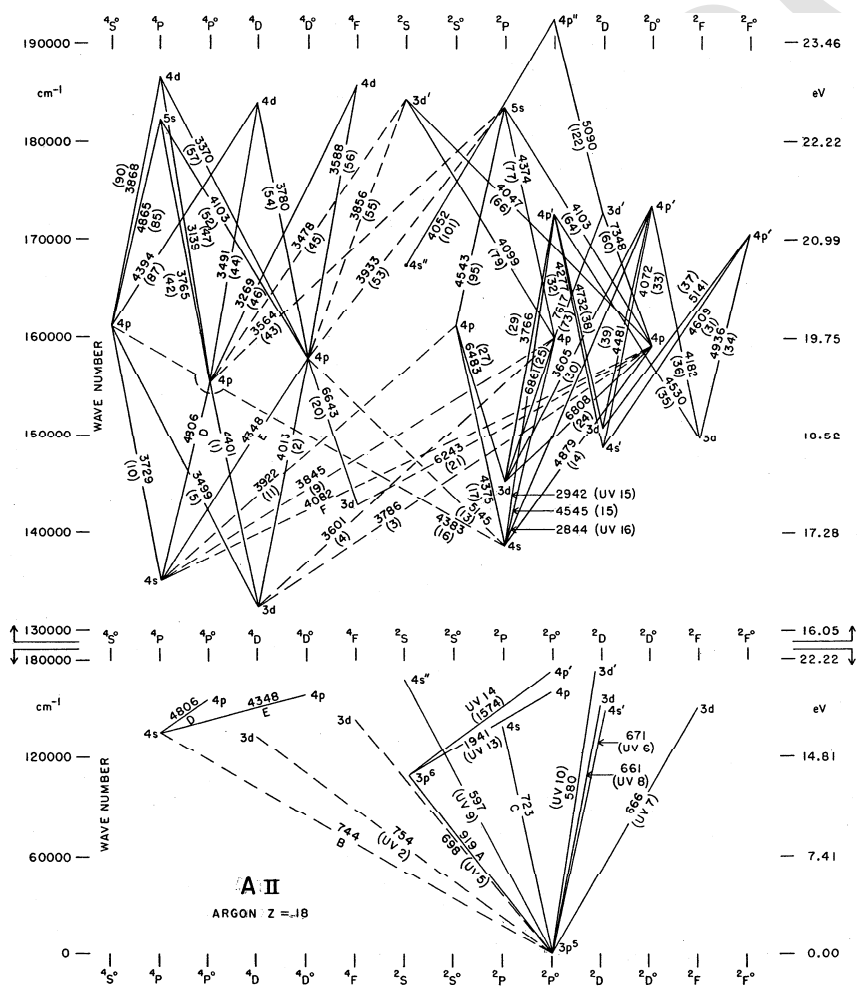 ⁴S° ⁴P ⁴P° ⁴D ⁴D° ⁴F ²S ²S° ²P 4p" ²D ²D° ²F ²F°
190000 — — 23.46
cm⁻¹ eV
4d 4d 4d
3d' 5s
5s
180000 — — 22.22
(90) 3868
3370 (57)
4865 (85)
4103
3139 (47)
4394 (87)
3765 (42)
3491 (44)
3780 (54)
3269 (46)
3588 (56)
3478 (45)
3856 (55)
3564 (43)
3933 (53)
4052 (101)
4374 (77)
4047 (66)
4099 (79)
4543 (95)
5090 (122)
4103 (64)
4p' 3d' 4p'
7348 (60)
4p'
170000 — — 20.99
4s"
4277 (32)
(73)
4732 (38)
4072 (33)
(37) 5141
4609 (31)
4936 (34)
160000 — — 19.75
WAVE NUMBER
4p 4p 4p 4p 4p 4p
(29) 3766
6483 (27)
(25)
3605 (30)
(39) 4481
4182 (36)
4530 (35)
6808 (24)
4879 (14)
150000
3d 4s' 3d
3729 (10)
3499 (5)
4806 D
4401 (1)
4348 E
(2)
6643 (20)
3922 (11)
3845 (9)
4082 F
3d
6243 (21)
3601 (4)
3786 (3)
4383 (16)
5145 (13)
4375 (17)
3d
2942 (UV 15)
4545 (15)
2844 (UV 16)
140000 — — 17.28
4s 3d 4s
130000 — ⁴S° ⁴P ⁴P° ⁴D ⁴D° ⁴F ²S ²S° ²P ²P° ²D ²D° ²F ²F° — 16.05
180000 — — 22.22
cm⁻¹ eV
4806 D 4p
4348 E 4p
4s 3d 3d
4s"
UV 14 (1574) 4p'
1941 (UV 13) 4p
4s
3d'
3d
4s'
3d
671 (UV 6)
661 (UV 8)
120000 — — 14.81
WAVE NUMBER
3p⁶
597 (UV 9)
723 C
(UV 10) 580
666 (UV 7)
744 B
754 (UV 2)
919 A
698 (UV 5)
60000 — — 7.41
A II
ARGON Z = 18
0 — 3p⁵ — 0.00
⁴S° ⁴P ⁴P° ⁴D ⁴D° ⁴F ²S ²S° ²P ²P° ²D ²D° ²F ²F°